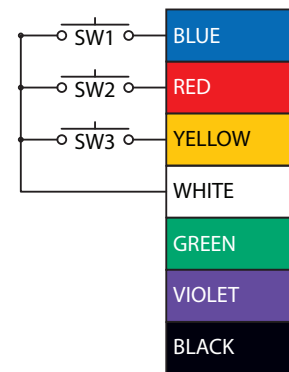 SW1 BLUE
SW2 RED
SW3 YELLOW
WHITE
GREEN
VIOLET
BLACK